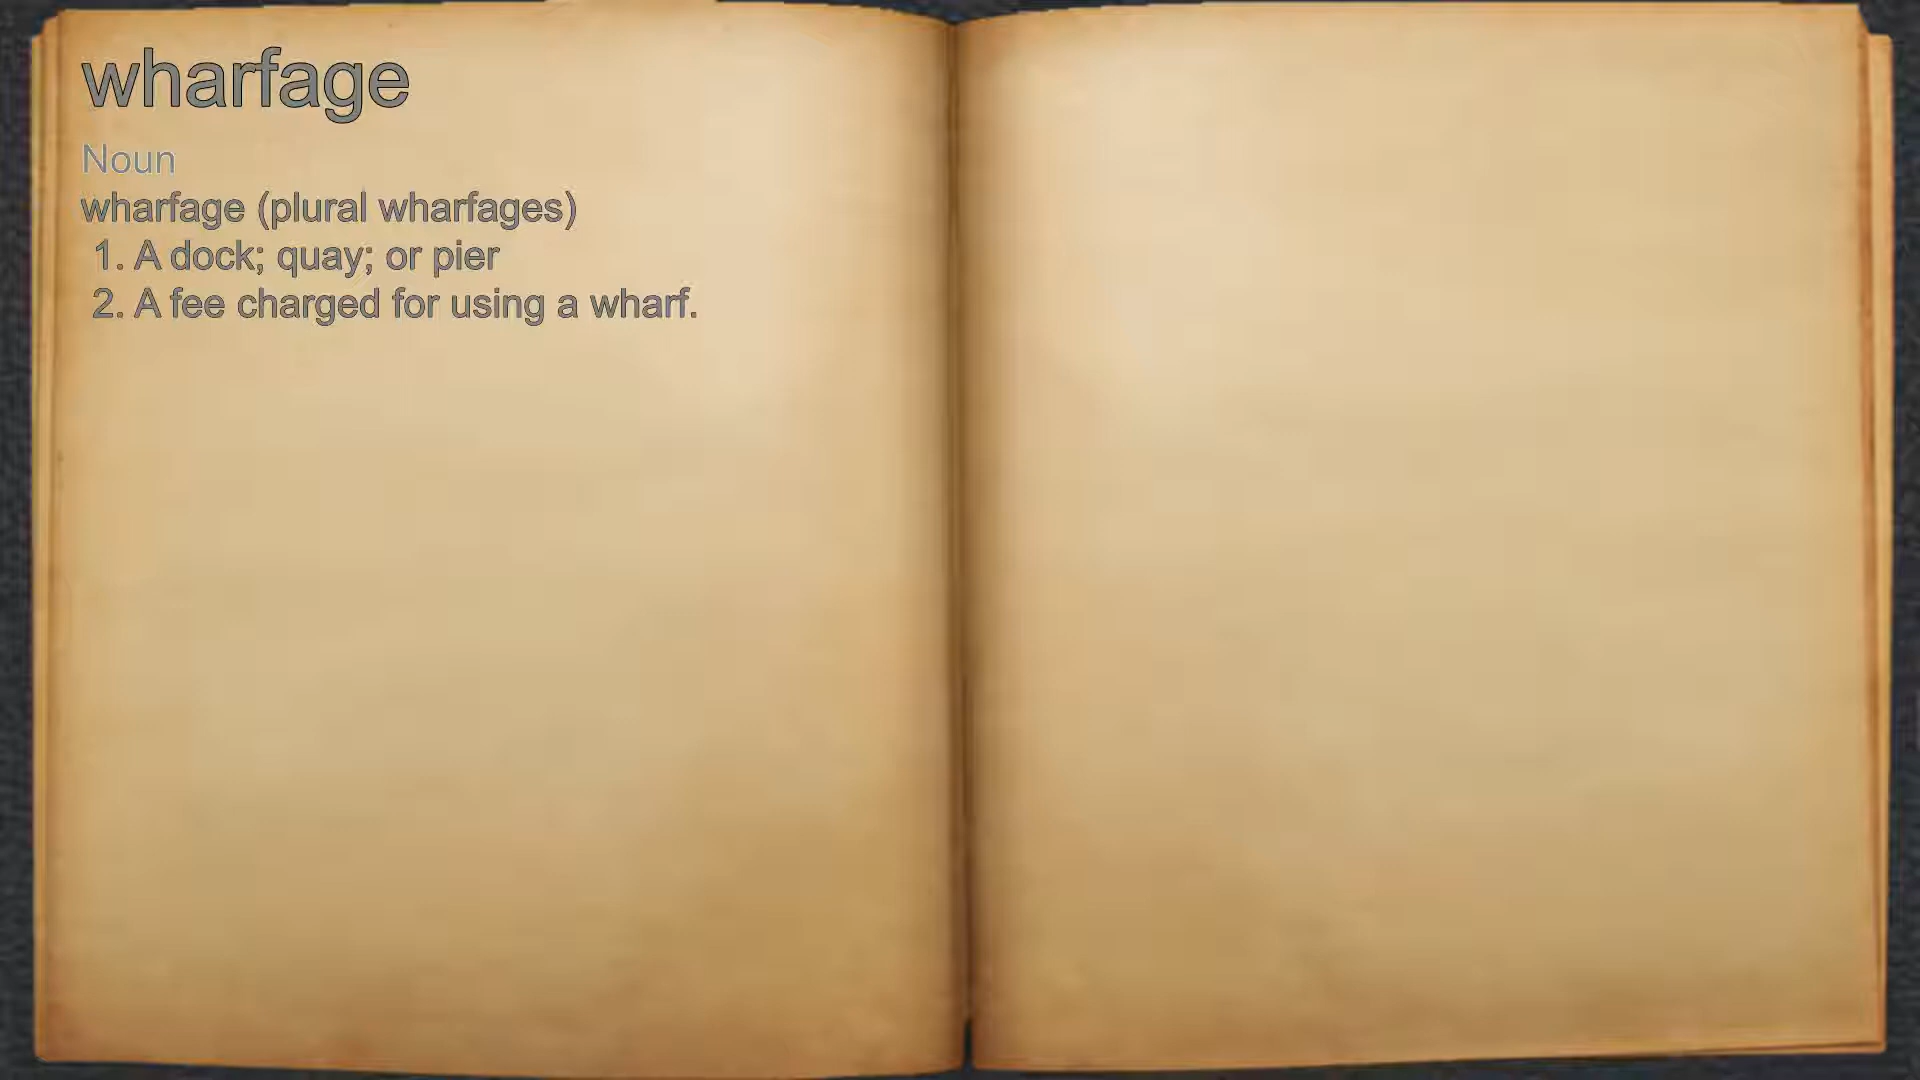 wharfage
Noun
wharfage (plural wharfages)
1. A dock; quay; or pier
2. A fee charged for using a wharf.